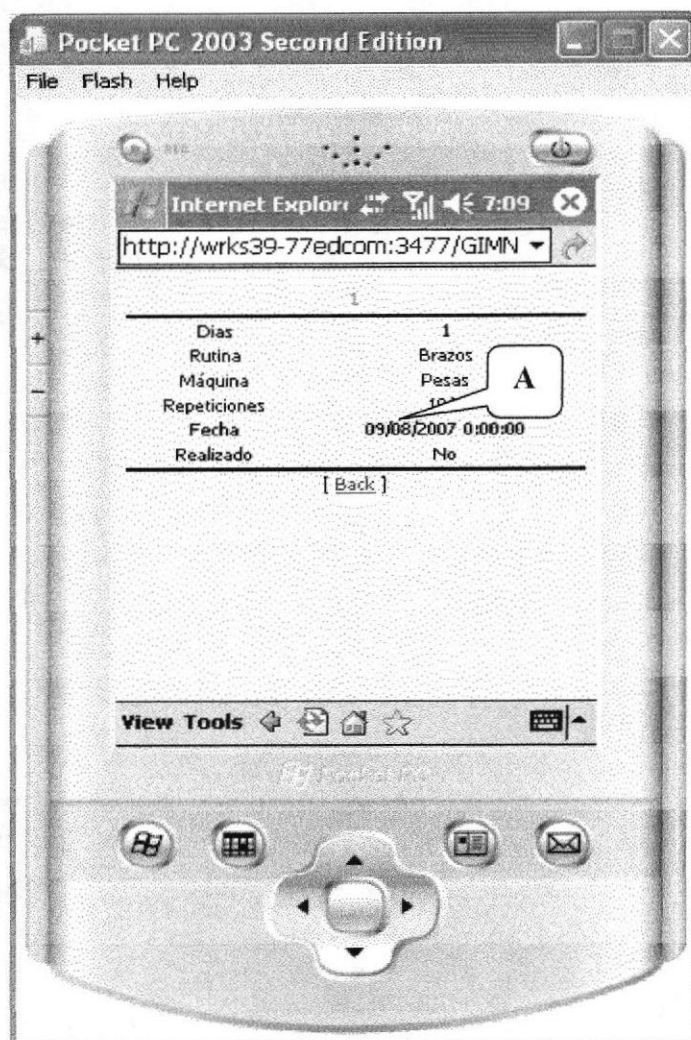 Pocket PC 2003 Second Edition
File Flash Help
Internet Explor 7:09
http://wrks39-77edcom:3477/GIMN
1
Dias 1
Rutina Brazos
Máquina Pesas
A
Repeticiones
Fecha 09/08/2007 0:00:00
Realizado No
[ Back ]
View Tools